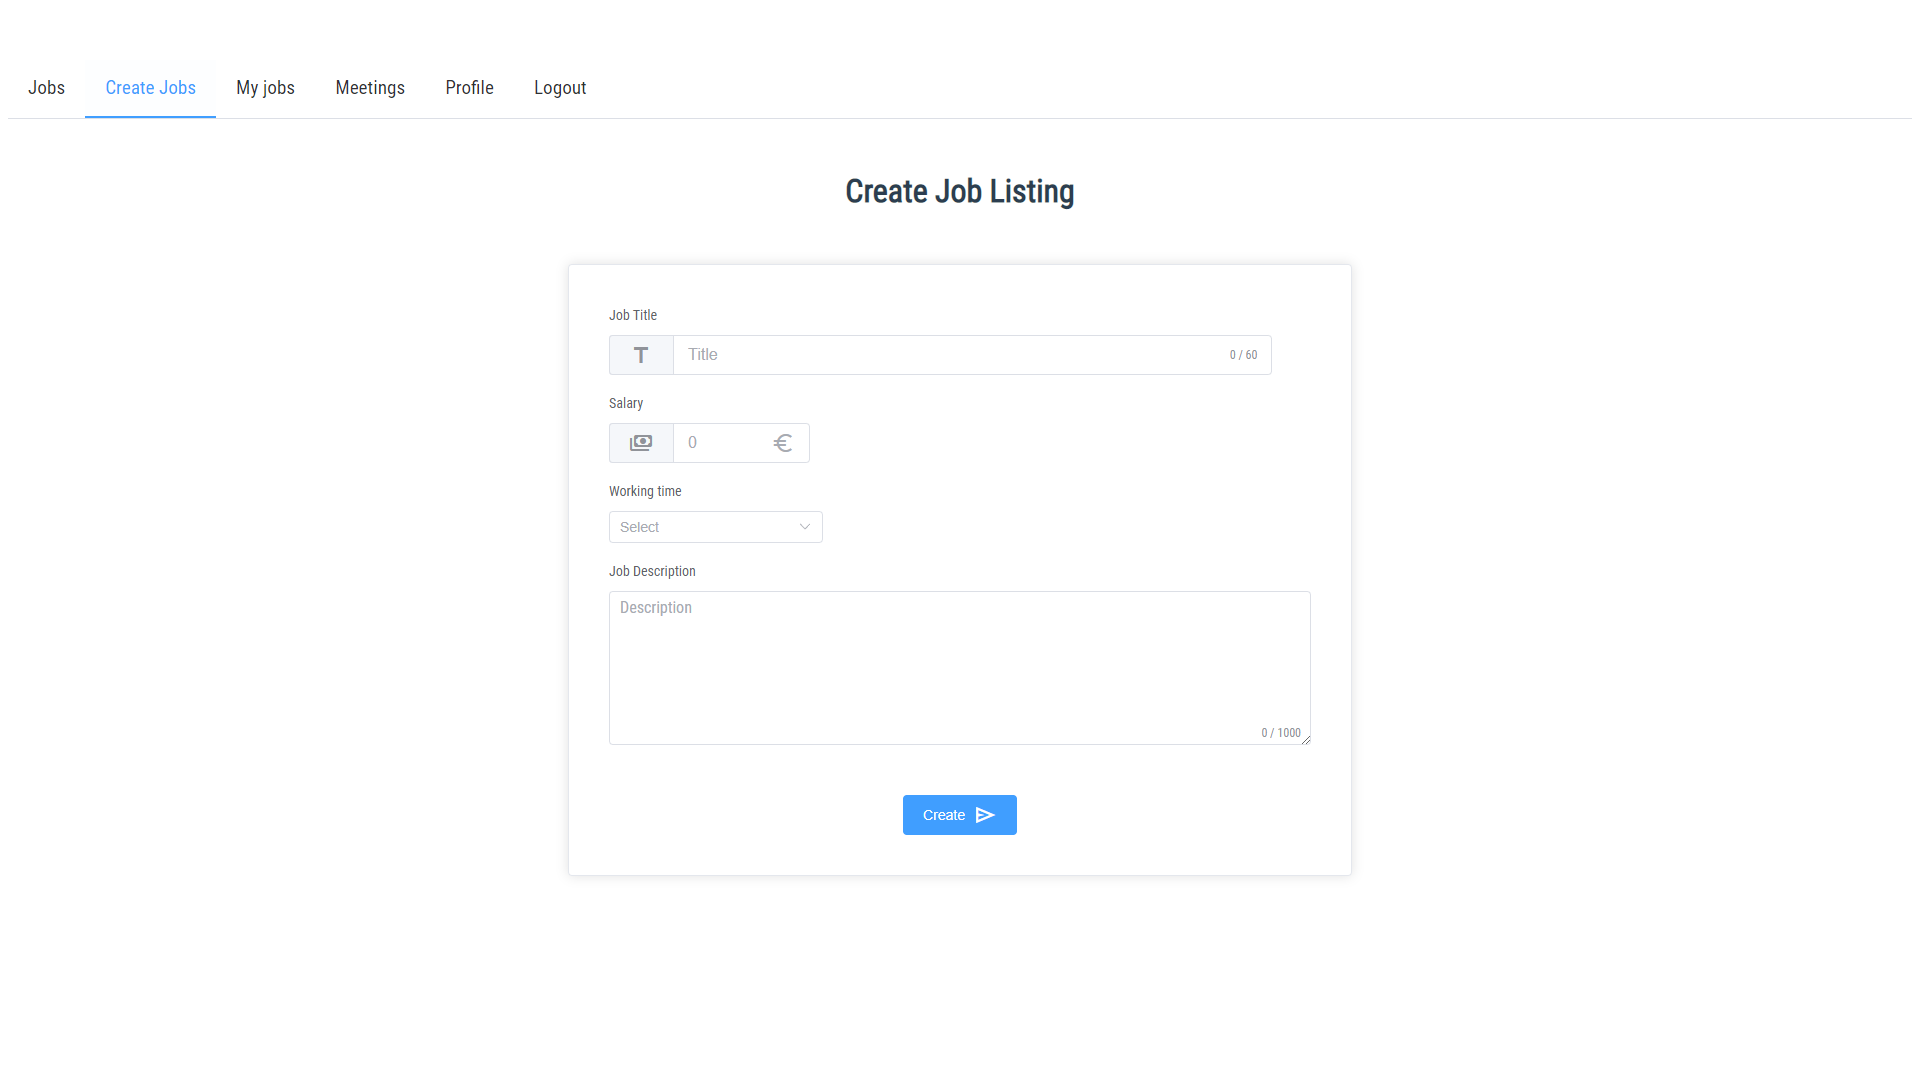 Jobs Create Jobs My jobs Meetings Profile Logout
Create Job Listing
Job Title
Title 0 / 60
Salary
0 €
Working time
Select
Job Description
Description
0 / 1000
Create